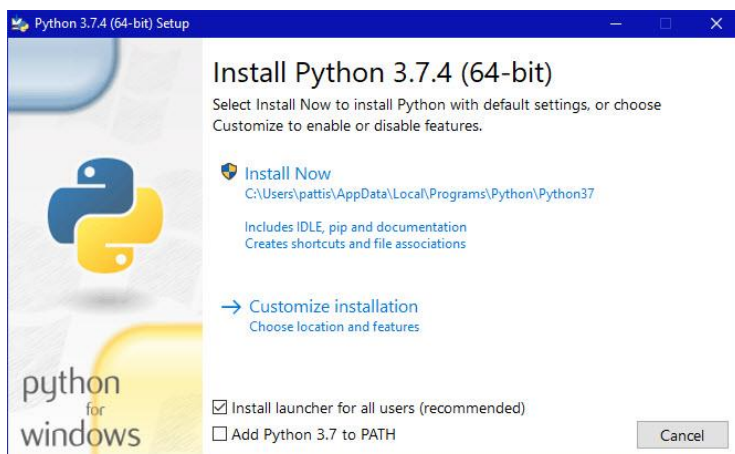 Python 3.7.4 (64-bit) Setup
Install Python 3.7.4 (64-bit)
Select Install Now to install Python with default settings, or choose
Customize to enable or disable features.
Install Now
C:\Users\pattis\AppData\Local\Programs\Python\Python37
Includes IDLE, pip and documentation
Creates shortcuts and file associations
Customize installation
Choose location and features
python
for
windows
Install launcher for all users (recommended)
Add Python 3.7 to PATH
Cancel